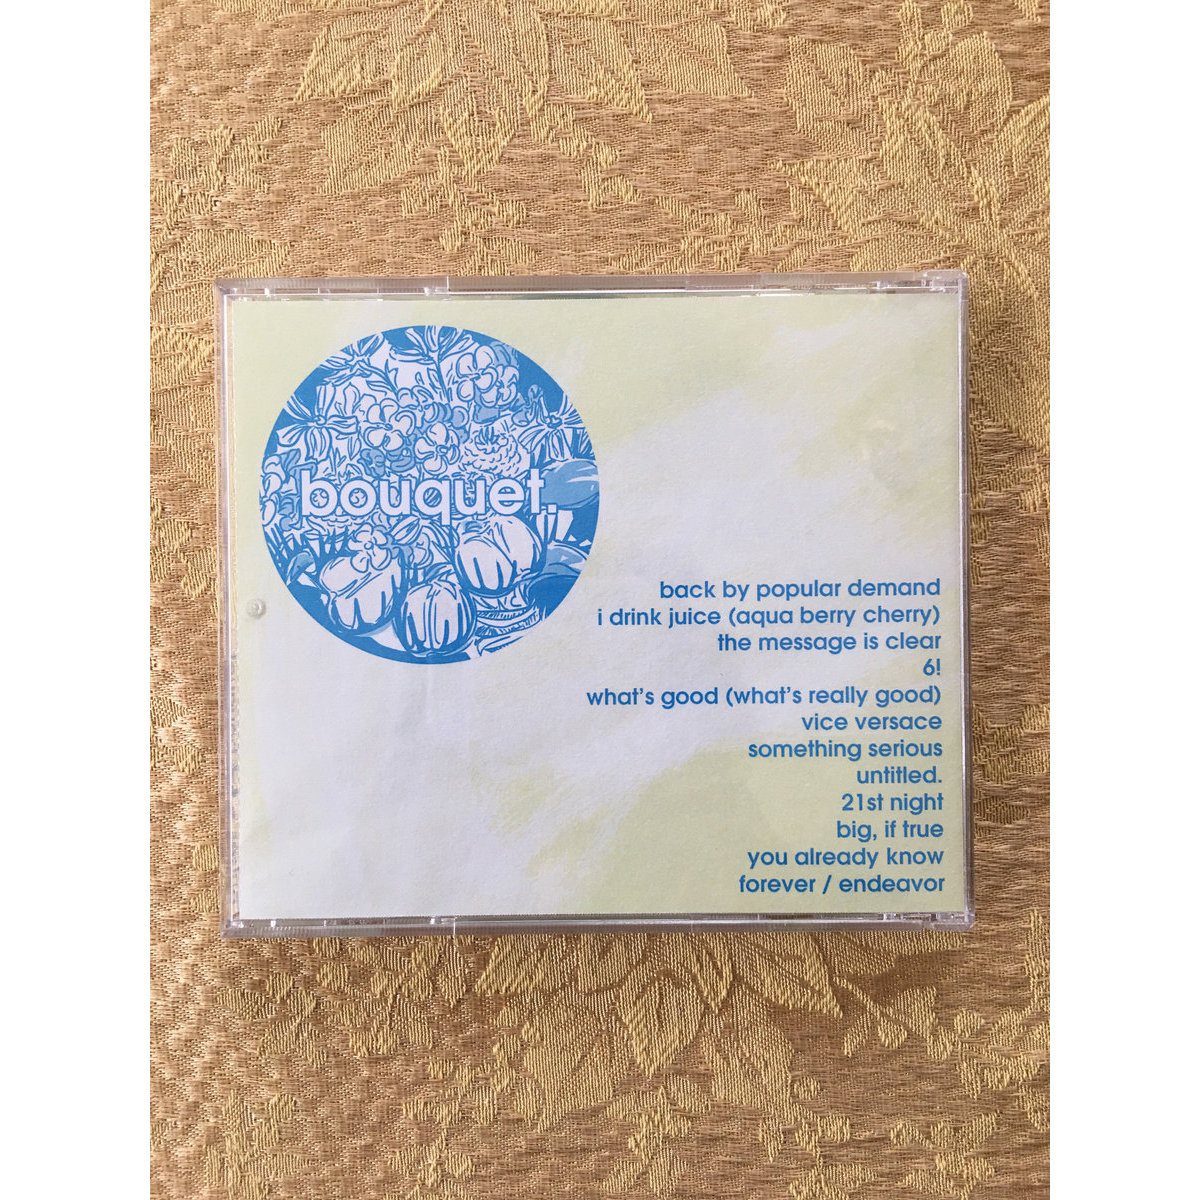 bouquet.
back by popular demand
i drink juice (aqua berry cherry)
the message is clear
6!
what's good (what's really good)
vice versace
something serious
untitled.
21st night
big, if true
you already know
forever / endeavor